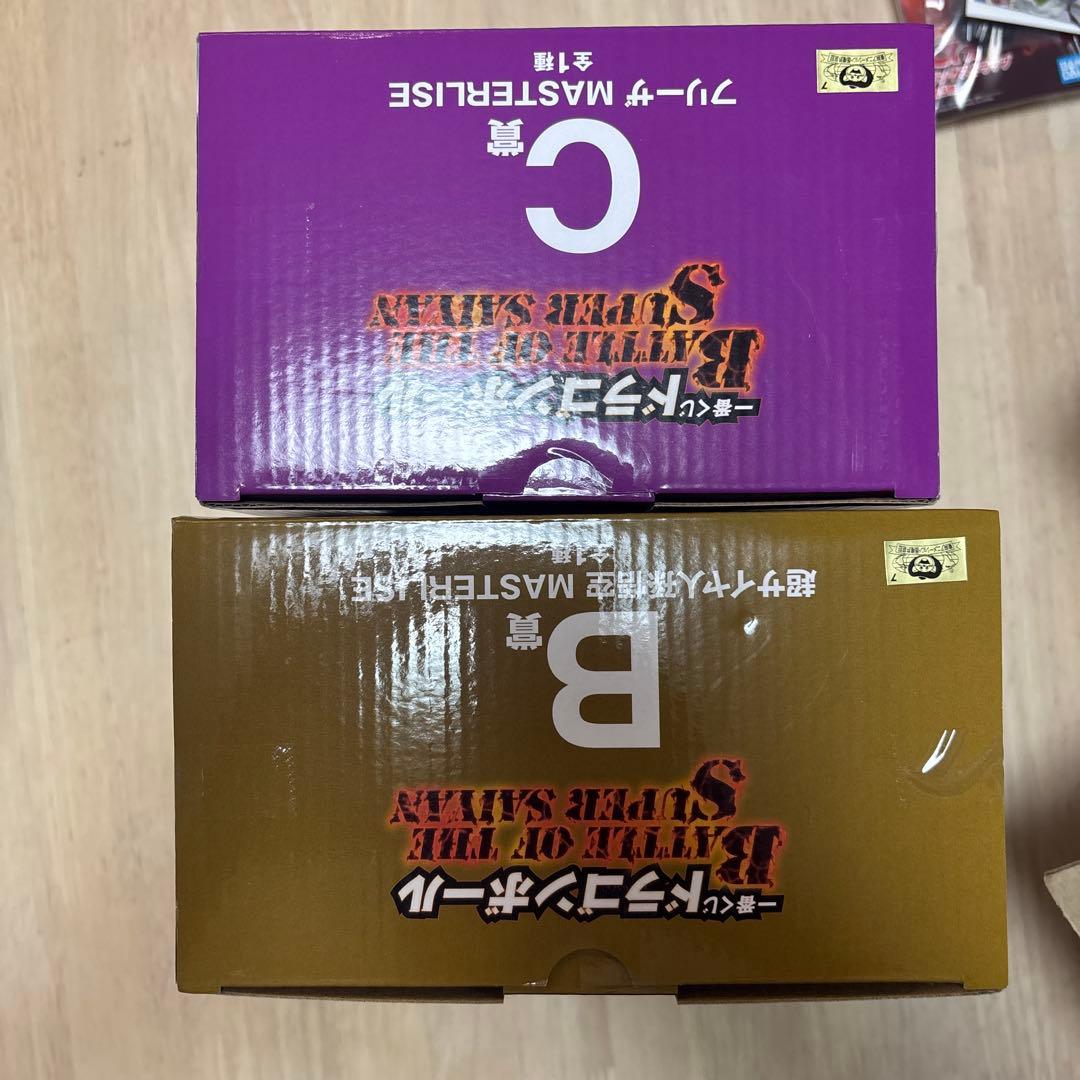 一番くじ ドラゴンボール
BATTLE OF THE
SUPER SAIYAN
C賞
フリーザ MASTERLISE
全1種
一番くじ ドラゴンボール
BATTLE OF THE
SUPER SAIYAN
B賞
超サイヤ人孫悟空 MASTERLISE
全1種